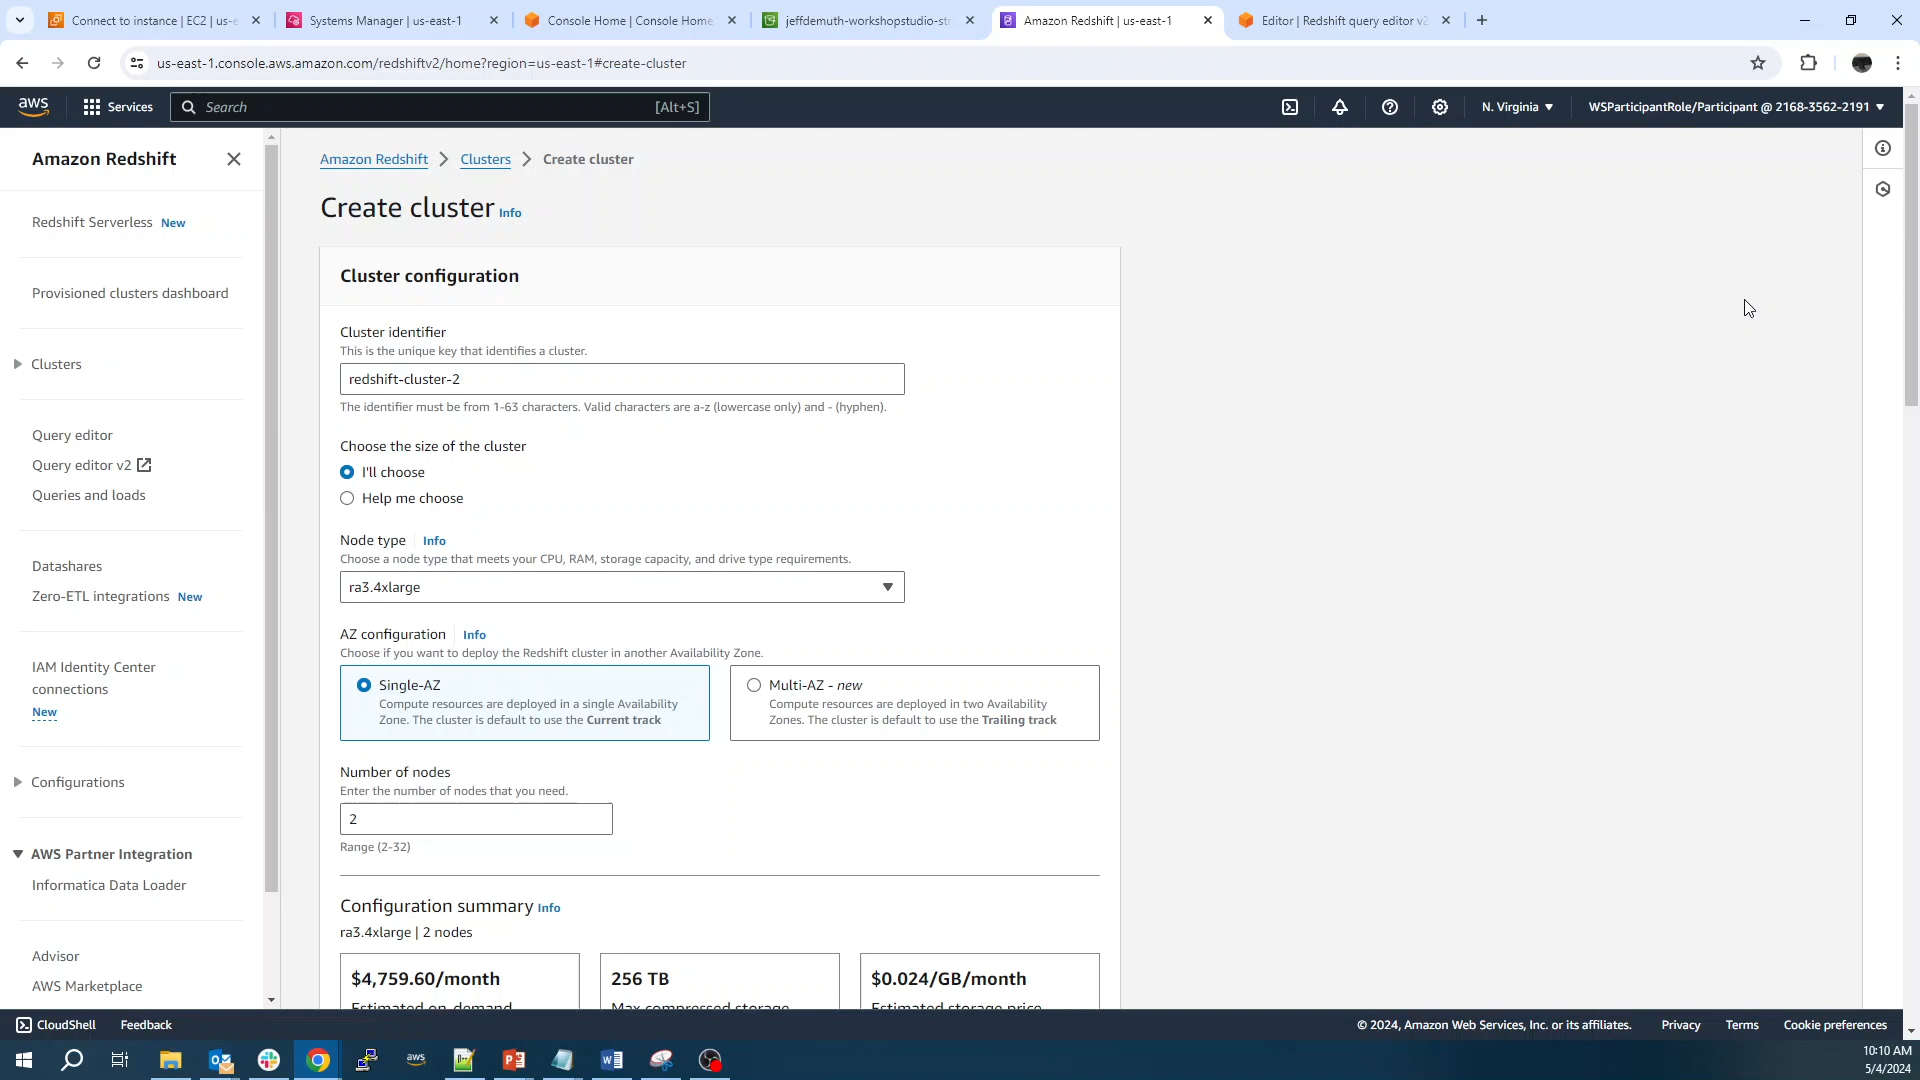 Connect to instance | EC2 | us-e
Systems Manager | us-east-1
Console Home | Console Home
jeffdemuth-workshopstudio-str
Amazon Redshift | us-east-1
Editor | Redshift query editor v2
us-east-1.console.aws.amazon.com/redshiftv2/home?region=us-east-1#create-cluster
aws
Services
Search
[Alt+S]
N. Virginia
WSParticipantRole/Participant @ 2168-3562-2191
Amazon Redshift
Redshift Serverless New
Provisioned clusters dashboard
Clusters
Query editor
Query editor v2
Queries and loads
Datashares
Zero-ETL integrations New
IAM Identity Center
connections
New
Configurations
AWS Partner Integration
Informatica Data Loader
Advisor
AWS Marketplace
Amazon Redshift
Clusters
Create cluster
Create cluster Info
Cluster configuration
Cluster identifier
This is the unique key that identifies a cluster.
redshift-cluster-2
The identifier must be from 1-63 characters. Valid characters are a-z (lowercase only) and - (hyphen).
Choose the size of the cluster
I'll choose
Help me choose
Node type Info
Choose a node type that meets your CPU, RAM, storage capacity, and drive type requirements.
ra3.4xlarge
AZ configuration Info
Choose if you want to deploy the Redshift cluster in another Availability Zone.
Single-AZ
Compute resources are deployed in a single Availability
Zone. The cluster is default to use the Current track
Multi-AZ - new
Compute resources are deployed in two Availability
Zones. The cluster is default to use the Trailing track
Number of nodes
Enter the number of nodes that you need.
2
Range (2-32)
Configuration summary Info
ra3.4xlarge | 2 nodes
$4,759.60/month
Estimated on-demand
256 TB
Max compressed storage
$0.024/GB/month
Estimated storage price
CloudShell
Feedback
© 2024, Amazon Web Services, Inc. or its affiliates.
Privacy
Terms
Cookie preferences
aws
10:10 AM
5/4/2024